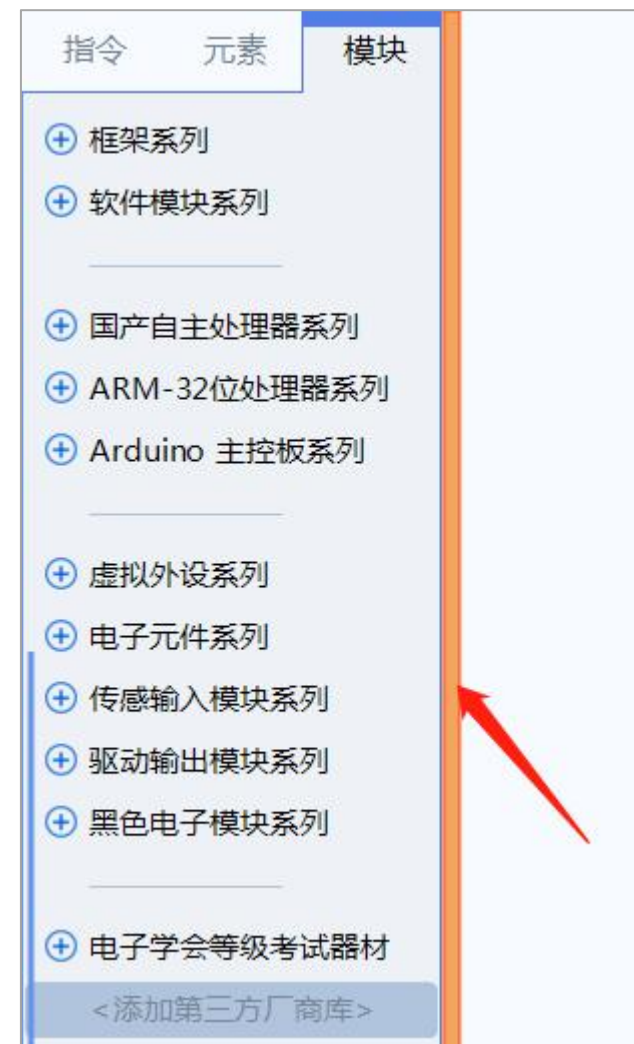 指令 元素 模块
框架系列
软件模块系列
国产自主处理器系列
ARM-32位处理器系列
Arduino 主控板系列
虚拟外设系列
电子元件系列
传感输入模块系列
驱动输出模块系列
黑色电子模块系列
电子学会等级考试器材
<添加第三方厂商库>